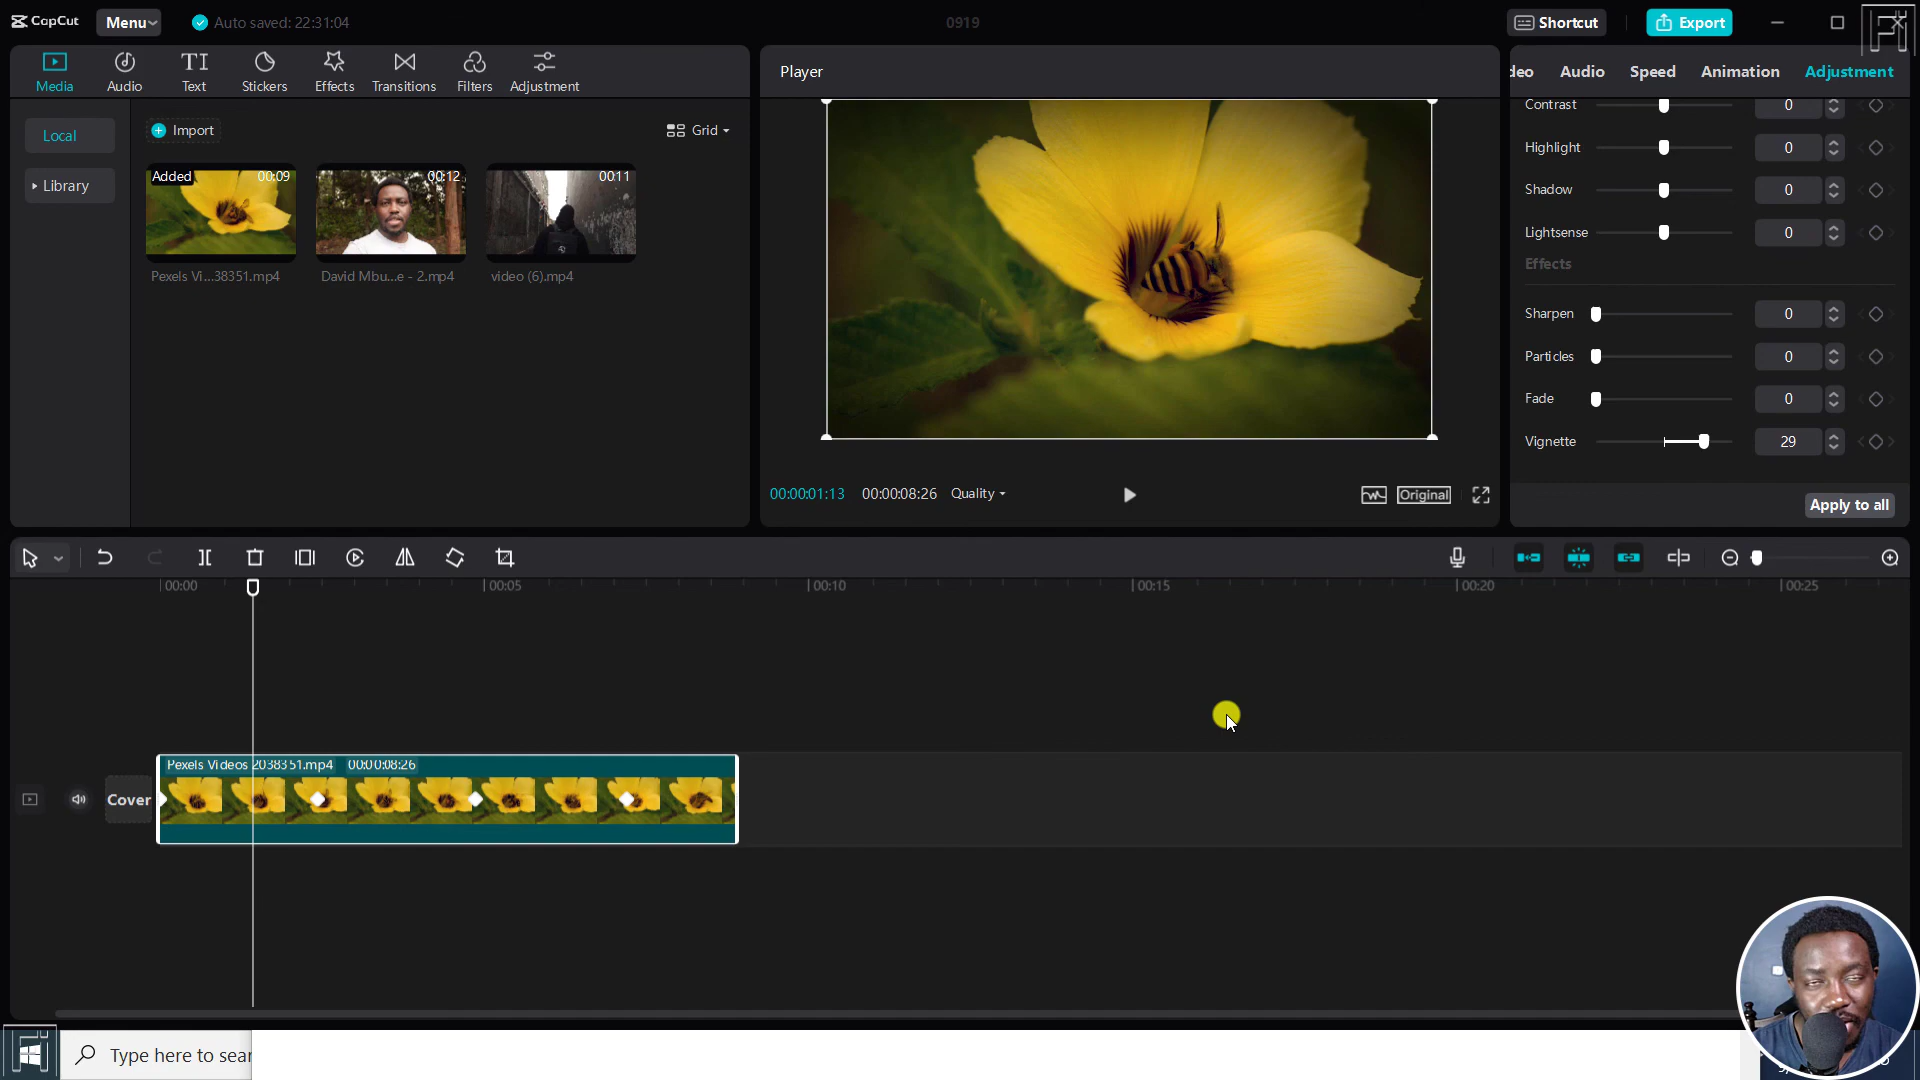 CapCut
Menu
Auto saved: 22:31:04
0919
Shortcut
Export
Media
Audio
Text
Stickers
Effects
Transitions
Filters
Adjustment
Local
Library
Import
Grid
Added
00:09
00:12
00:11
Pexels Vi...38351.mp4
David Mbu...e - 2.mp4
video (6).mp4
Player
00:00:01:13
00:00:08:26
Quality
Original
deo
Audio
Speed
Animation
Adjustment
Contrast
0
Highlight
0
Shadow
0
Lightsense
0
Effects
Sharpen
0
Particles
0
Fade
0
Vignette
29
Apply to all
00:00
00:05
00:10
00:15
00:20
00:25
Pexels Videos 2038351.mp4
00:00:08:26
Cover
Type here to sear